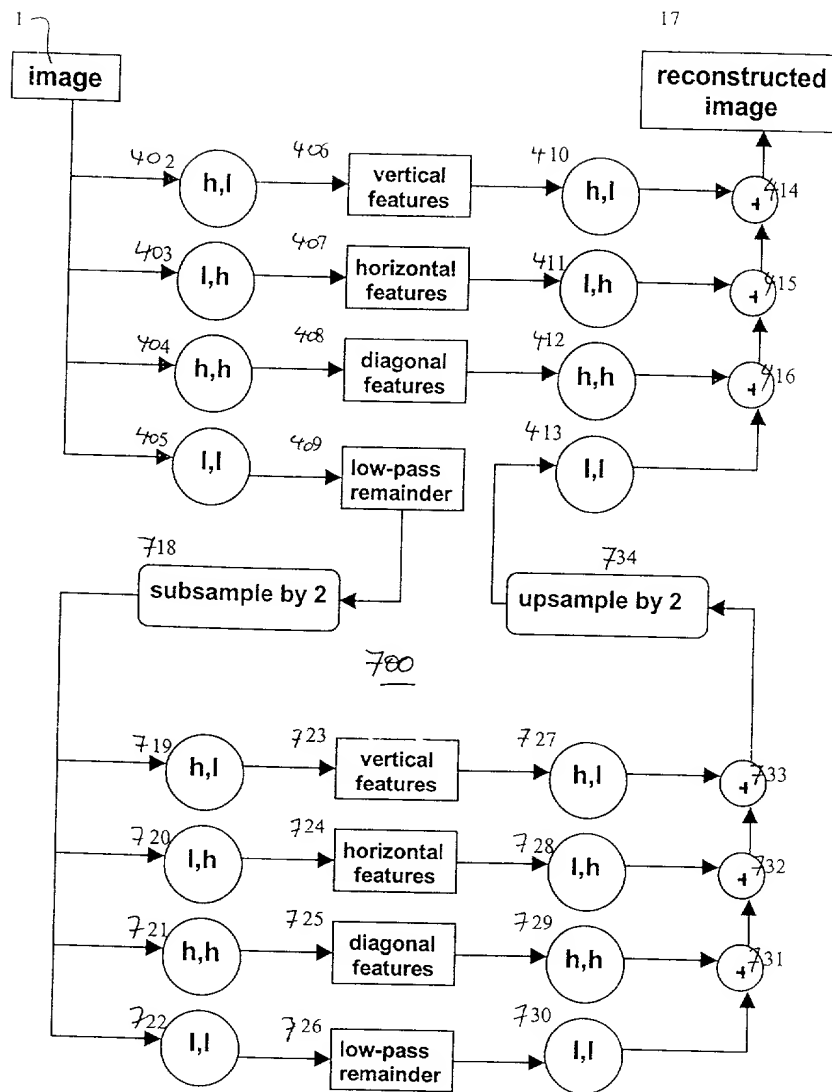 1
17
image
reconstructed
image
402
h,l
406
vertical
features
410
h,l
+
414
403
l,h
407
horizontal
features
411
l,h
+
415
404
h,h
408
diagonal
features
412
h,h
+
416
405
l,l
409
low-pass
remainder
413
l,l
718
subsample by 2
734
upsample by 2
700
719
h,l
723
vertical
features
727
h,l
+
733
720
l,h
724
horizontal
features
728
l,h
+
732
721
h,h
725
diagonal
features
729
h,h
+
731
722
l,l
726
low-pass
remainder
730
l,l